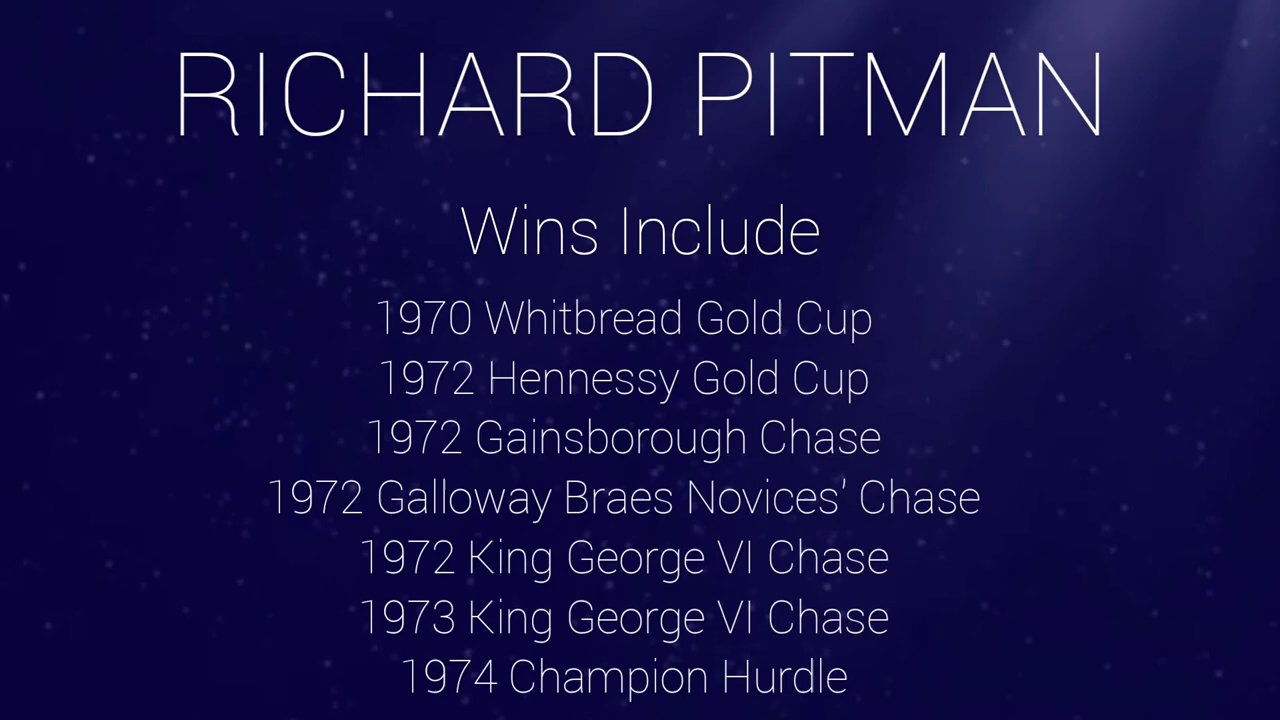 RICHARD PITMAN
Wins Include
1970 Whitbread Gold Cup
1972 Hennessy Gold Cup
1972 Gainsborough Chase
1972 Galloway Braes Novices' Chase
1972 King George VI Chase
1973 King George VI Chase
1974 Champion Hurdle